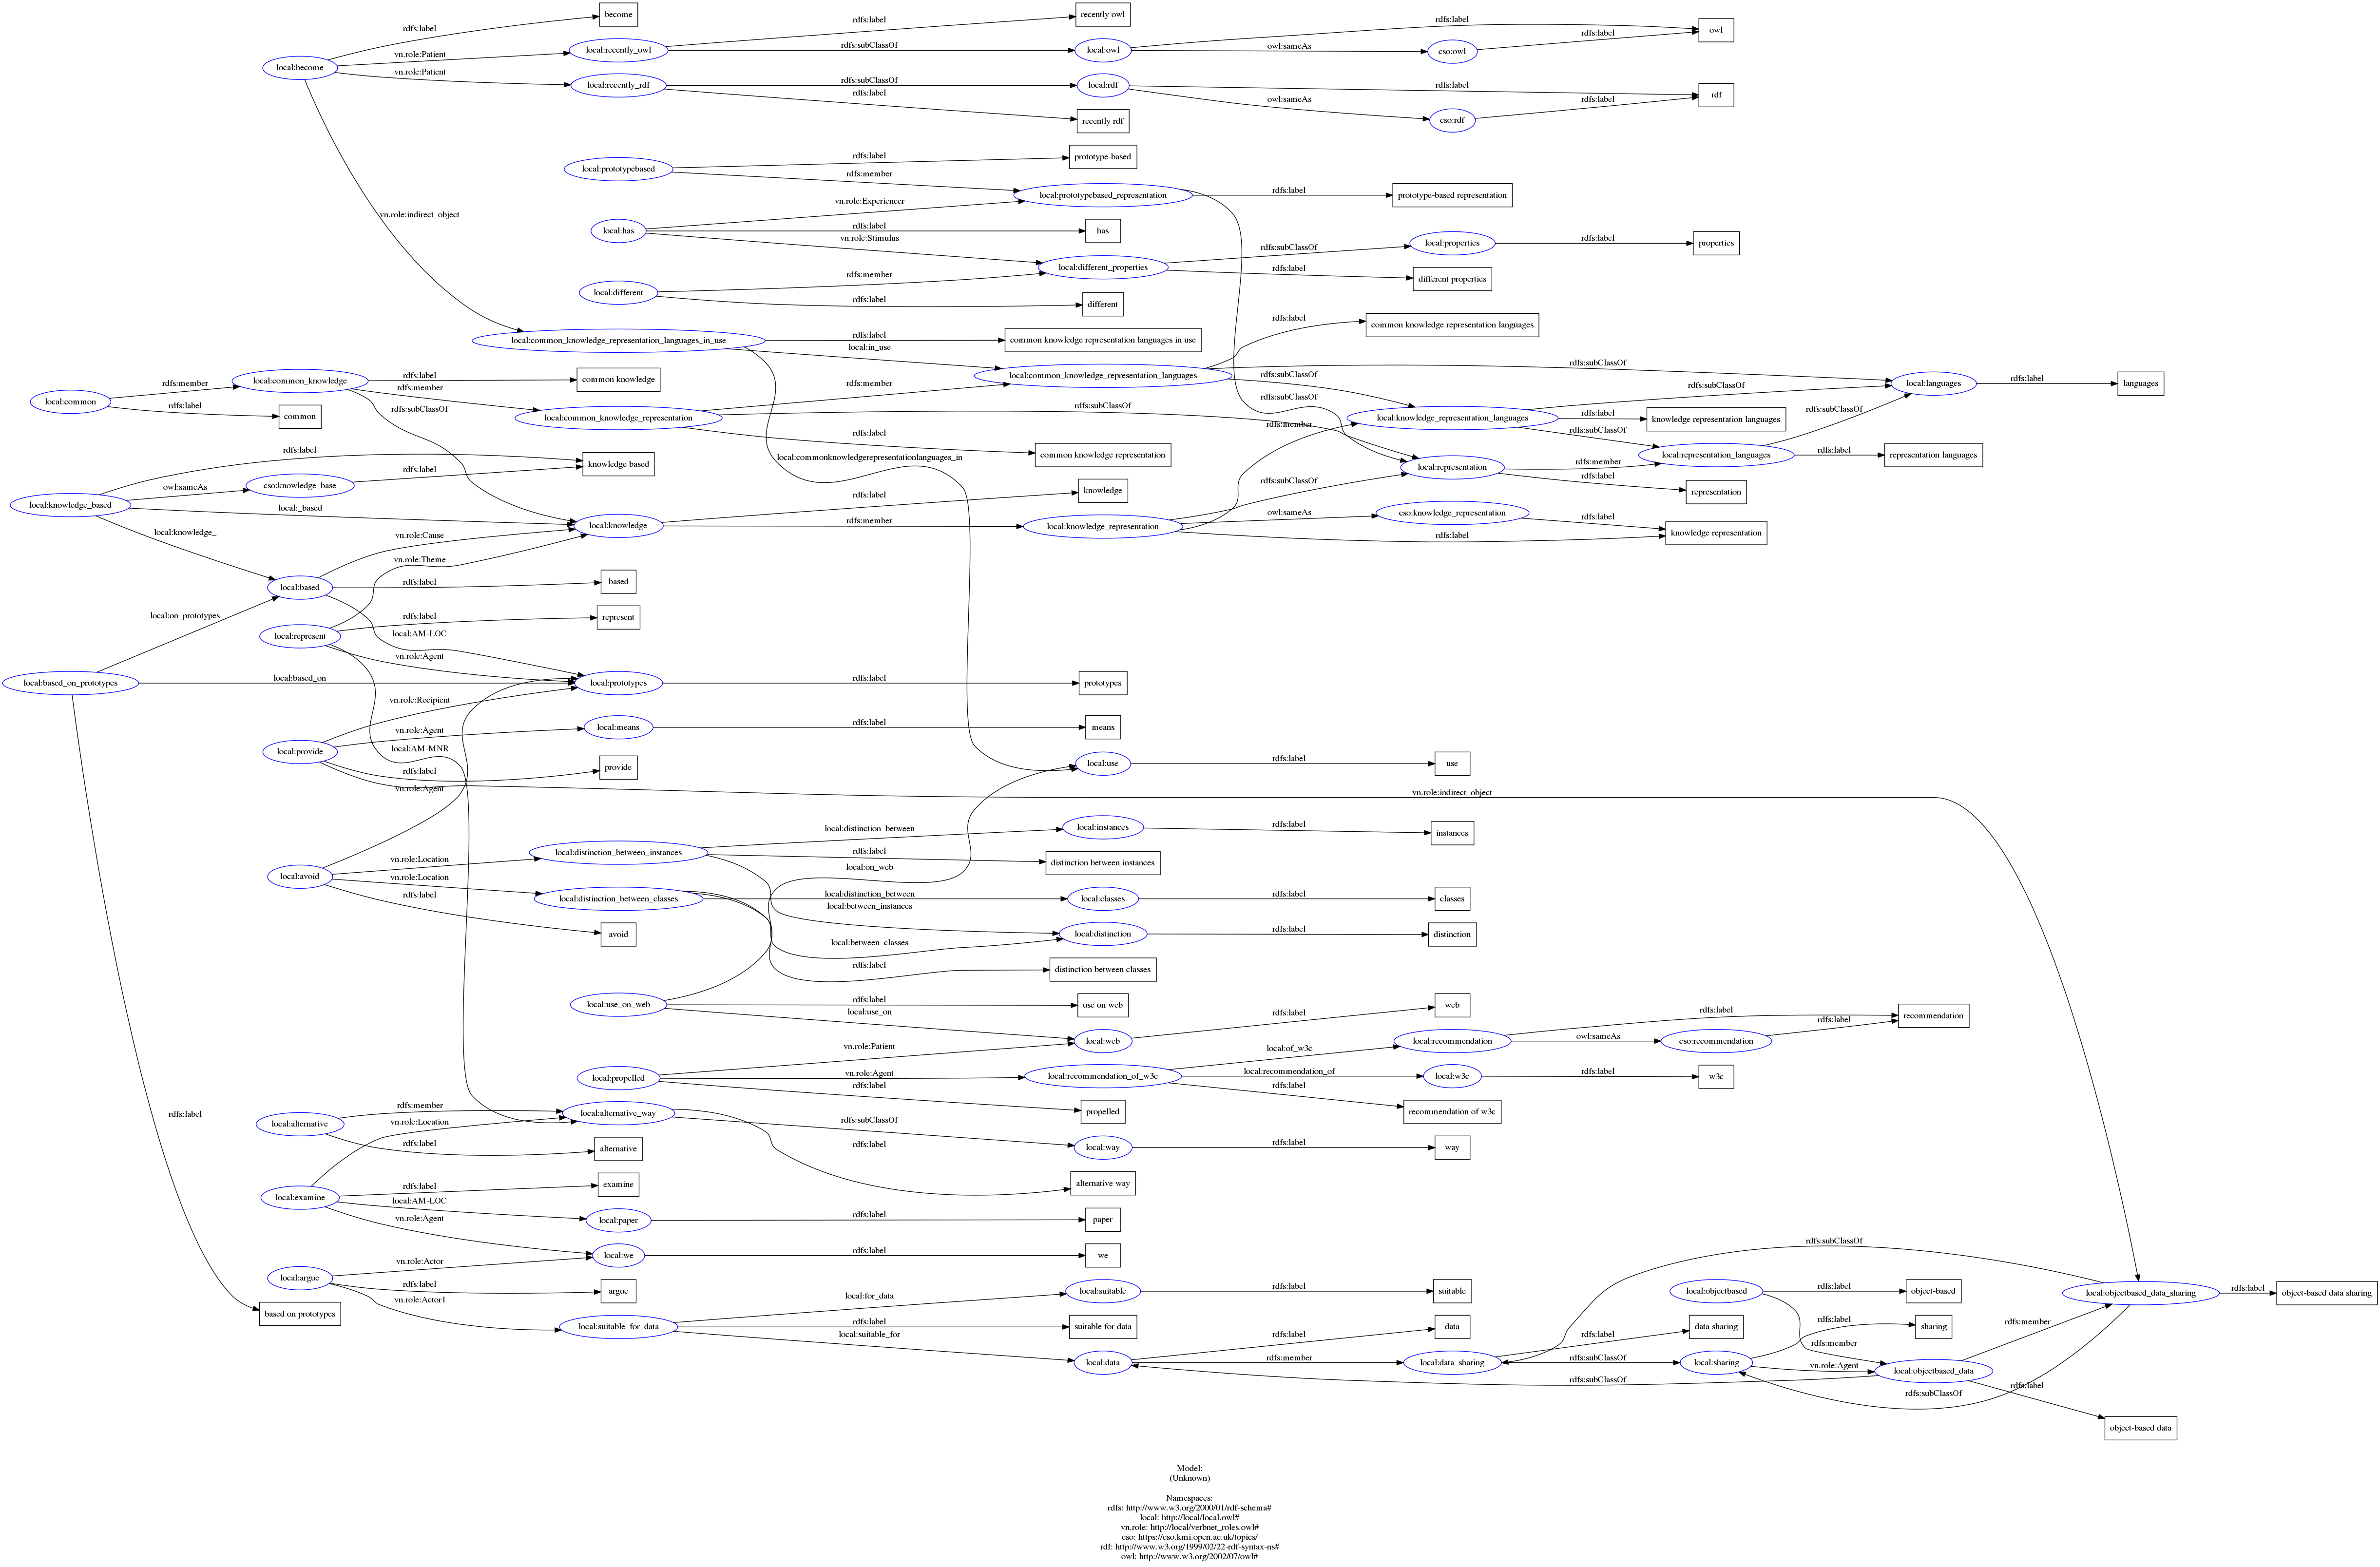 rdfs:label
become
rdfs:label
recently owl
rdfs:label
owl
local:become
vn.role:Patient
local:recently_owl
rdfs:subClassOf
local:owl
owl:sameAs
cso:owl
rdfs:label
vn.role:Patient
local:recently_rdf
rdfs:subClassOf
local:rdf
rdfs:label
rdf
rdfs:label
recently rdf
owl:sameAs
cso:rdf
rdfs:label
vn.role:indirect_object
local:prototypebased
rdfs:label
prototype-based
rdfs:member
local:prototypebased_representation
rdfs:label
prototype-based representation
local:has
vn.role:Experiencer
rdfs:label
has
vn.role:Stimulus
local:different_properties
rdfs:subClassOf
local:properties
rdfs:label
properties
rdfs:label
different properties
local:different
rdfs:member
rdfs:label
different
local:common_knowledge_representation_languages_in_use
rdfs:label
common knowledge representation languages in use
local:in_use
rdfs:label
common knowledge representation languages
local:common
rdfs:member
local:common_knowledge
rdfs:label
common knowledge
rdfs:label
common
rdfs:member
local:common_knowledge_representation
rdfs:member
local:common_knowledge_representation_languages
rdfs:subClassOf
rdfs:subClassOf
rdfs:subClassOf
local:languages
rdfs:label
languages
rdfs:subClassOf
rdfs:subClassOf
rdfs:subClassOf
rdfs:label
common knowledge representation
rdfs:member
local:knowledge_representation_languages
rdfs:label
knowledge representation languages
rdfs:subClassOf
rdfs:subClassOf
local:representation_languages
rdfs:label
representation languages
local:commonknowledgerepresentationlanguages_in
local:representation
rdfs:member
rdfs:label
representation
local:knowledge_based
rdfs:label
knowledge based
owl:sameAs
cso:knowledge_base
rdfs:label
local:_based
local:knowledge_
local:knowledge
rdfs:label
knowledge
rdfs:member
local:knowledge_representation
rdfs:subClassOf
owl:sameAs
cso:knowledge_representation
rdfs:label
knowledge representation
rdfs:label
vn.role:Cause
vn.role:Theme
local:based
rdfs:label
based
local:on_prototypes
local:represent
rdfs:label
represent
local:AM-LOC
vn.role:Agent
local:based_on_prototypes
local:based_on
local:prototypes
rdfs:label
prototypes
vn.role:Recipient
vn.role:Agent
local:means
rdfs:label
means
local:provide
local:AM-MNR
rdfs:label
provide
local:use
rdfs:label
use
vn.role:Agent
vn.role:indirect_object
local:avoid
vn.role:Location
local:distinction_between_instances
local:distinction_between
local:instances
rdfs:label
instances
rdfs:label
distinction between instances
local:on_web
vn.role:Location
local:distinction_between_classes
local:distinction_between
local:classes
rdfs:label
classes
local:between_instances
rdfs:label
avoid
local:distinction
rdfs:label
distinction
local:between_classes
rdfs:label
distinction between classes
local:use_on_web
rdfs:label
use on web
local:use_on
local:web
rdfs:label
web
local:propelled
vn.role:Patient
vn.role:Agent
local:recommendation_of_w3c
local:of_w3c
local:recommendation
rdfs:label
recommendation
owl:sameAs
cso:recommendation
rdfs:label
local:recommendation_of
local:w3c
rdfs:label
w3c
rdfs:label
recommendation of w3c
rdfs:label
propelled
rdfs:label
local:alternative
rdfs:member
local:alternative_way
vn.role:Location
rdfs:label
alternative
rdfs:subClassOf
local:way
rdfs:label
way
rdfs:label
alternative way
local:examine
rdfs:label
examine
local:AM-LOC
local:paper
rdfs:label
paper
vn.role:Agent
local:we
rdfs:label
we
local:argue
vn.role:Actor
rdfs:label
argue
vn.role:Actor1
based on prototypes
local:suitable_for_data
local:for_data
local:suitable
rdfs:label
suitable
rdfs:label
suitable for data
local:suitable_for
local:data
rdfs:label
data
rdfs:member
local:data_sharing
rdfs:label
data sharing
rdfs:subClassOf
local:sharing
rdfs:label
sharing
vn.role:Agent
rdfs:subClassOf
local:objectbased
rdfs:label
object-based
rdfs:member
local:objectbased_data
rdfs:member
local:objectbased_data_sharing
rdfs:label
object-based data sharing
rdfs:subClassOf
rdfs:subClassOf
rdfs:label
object-based data
Model:
(Unknown)
Namespaces:
rdfs: http://www.w3.org/2000/01/rdf-schema#
local: http://local/local.owl#
vn.role: http://local/verbnet_roles.owl#
cso: https://cso.kmi.open.ac.uk/topics/
rdf: http://www.w3.org/1999/02/22-rdf-syntax-ns#
owl: http://www.w3.org/2002/07/owl#